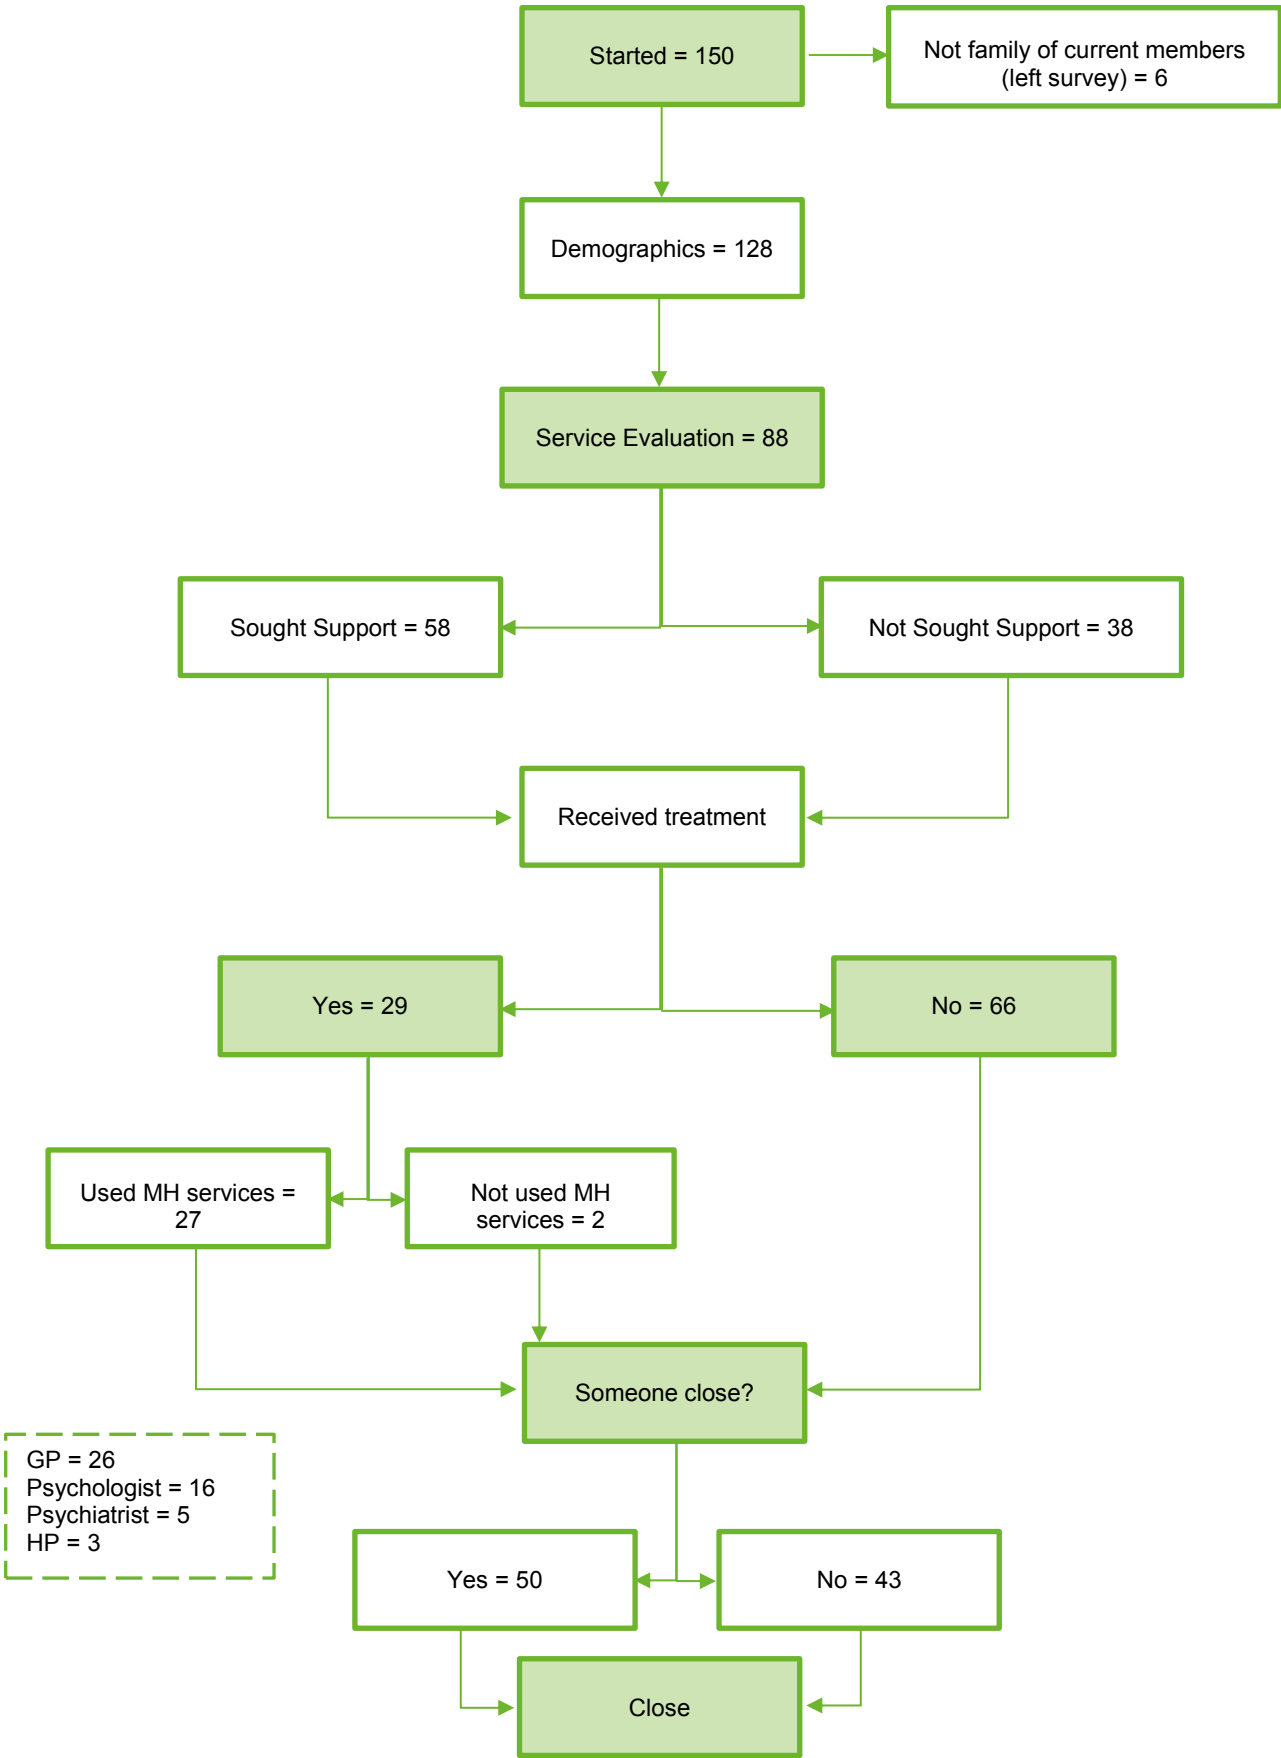 Started = 150
Not family of current members
(left survey) = 6
Demographics = 128
Service Evaluation = 88
Sought Support = 58
Not Sought Support = 38
Received treatment
Yes = 29
No = 66
Used MH services =
27
Not used MH
services = 2
Someone close?
GP = 26
Psychologist = 16
Psychiatrist = 5
HP = 3
Yes = 50
No = 43
Close